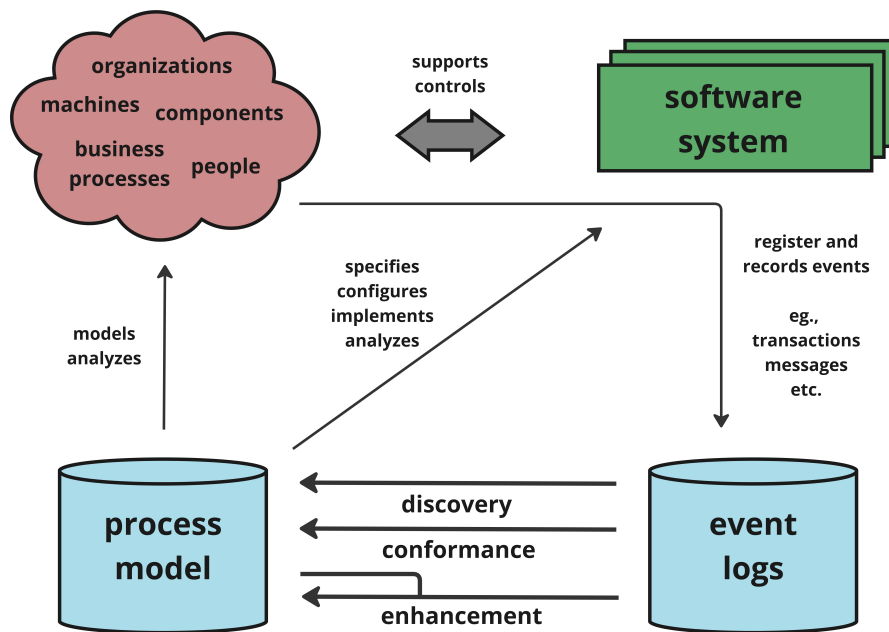 organizations
machines
components
business
processes
people
supports
controls
software
system
register and
records events
eg.,
transactions
messages
etc.
specifies
configures
implements
analyzes
models
analyzes
process
model
discovery
conformance
enhancement
event
logs